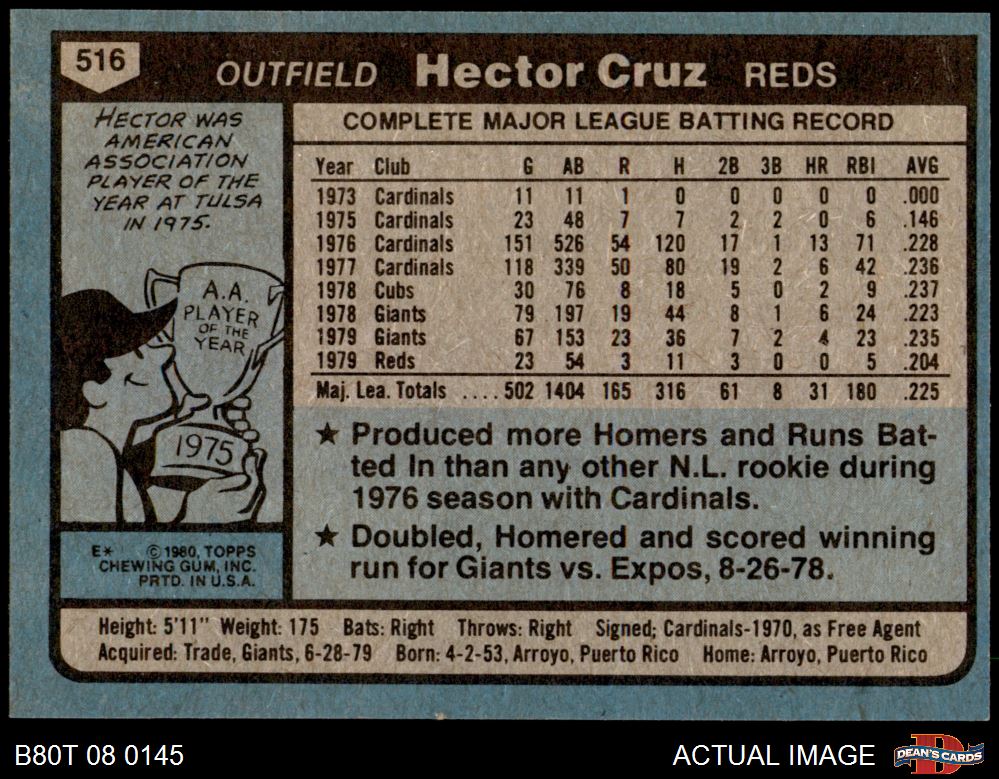 516
OUTFIELD Hector Cruz REDS
HECTOR WAS
AMERICAN
ASSOCIATION
PLAYER OF THE
YEAR AT TULSA
IN 1975.
A.A.
PLAYER
OF THE
YEAR
1975
E* © 1980, TOPPS
CHEWING GUM, INC.
PRTD. IN U.S.A.
COMPLETE MAJOR LEAGUE BATTING RECORD
Year Club G AB R H 2B 3B HR RBI AVG
1973 Cardinals 11 11 1 0 0 0 0 0 .000
1975 Cardinals 23 48 7 7 2 2 0 6 .146
1976 Cardinals 151 526 54 120 17 1 13 71 .228
1977 Cardinals 118 339 50 80 19 2 6 42 .236
1978 Cubs 30 76 8 18 5 0 2 9 .237
1978 Giants 79 197 19 44 8 1 6 24 .223
1979 Giants 67 153 23 36 7 2 4 23 .235
1979 Reds 23 54 3 11 3 0 0 5 .204
Maj. Lea. Totals ....502 1404 165 316 61 8 31 180 .225
★ Produced more Homers and Runs Bat-
ted In than any other N.L. rookie during
1976 season with Cardinals.
★ Doubled, Homered and scored winning
run for Giants vs. Expos, 8-26-78.
Height: 5'11" Weight: 175 Bats: Right Throws: Right Signed; Cardinals-1970, as Free Agent
Acquired: Trade, Giants, 6-28-79 Born: 4-2-53, Arroyo, Puerto Rico Home: Arroyo, Puerto Rico
B80T 08 0145 ACTUAL IMAGE DEAN'S CARDS